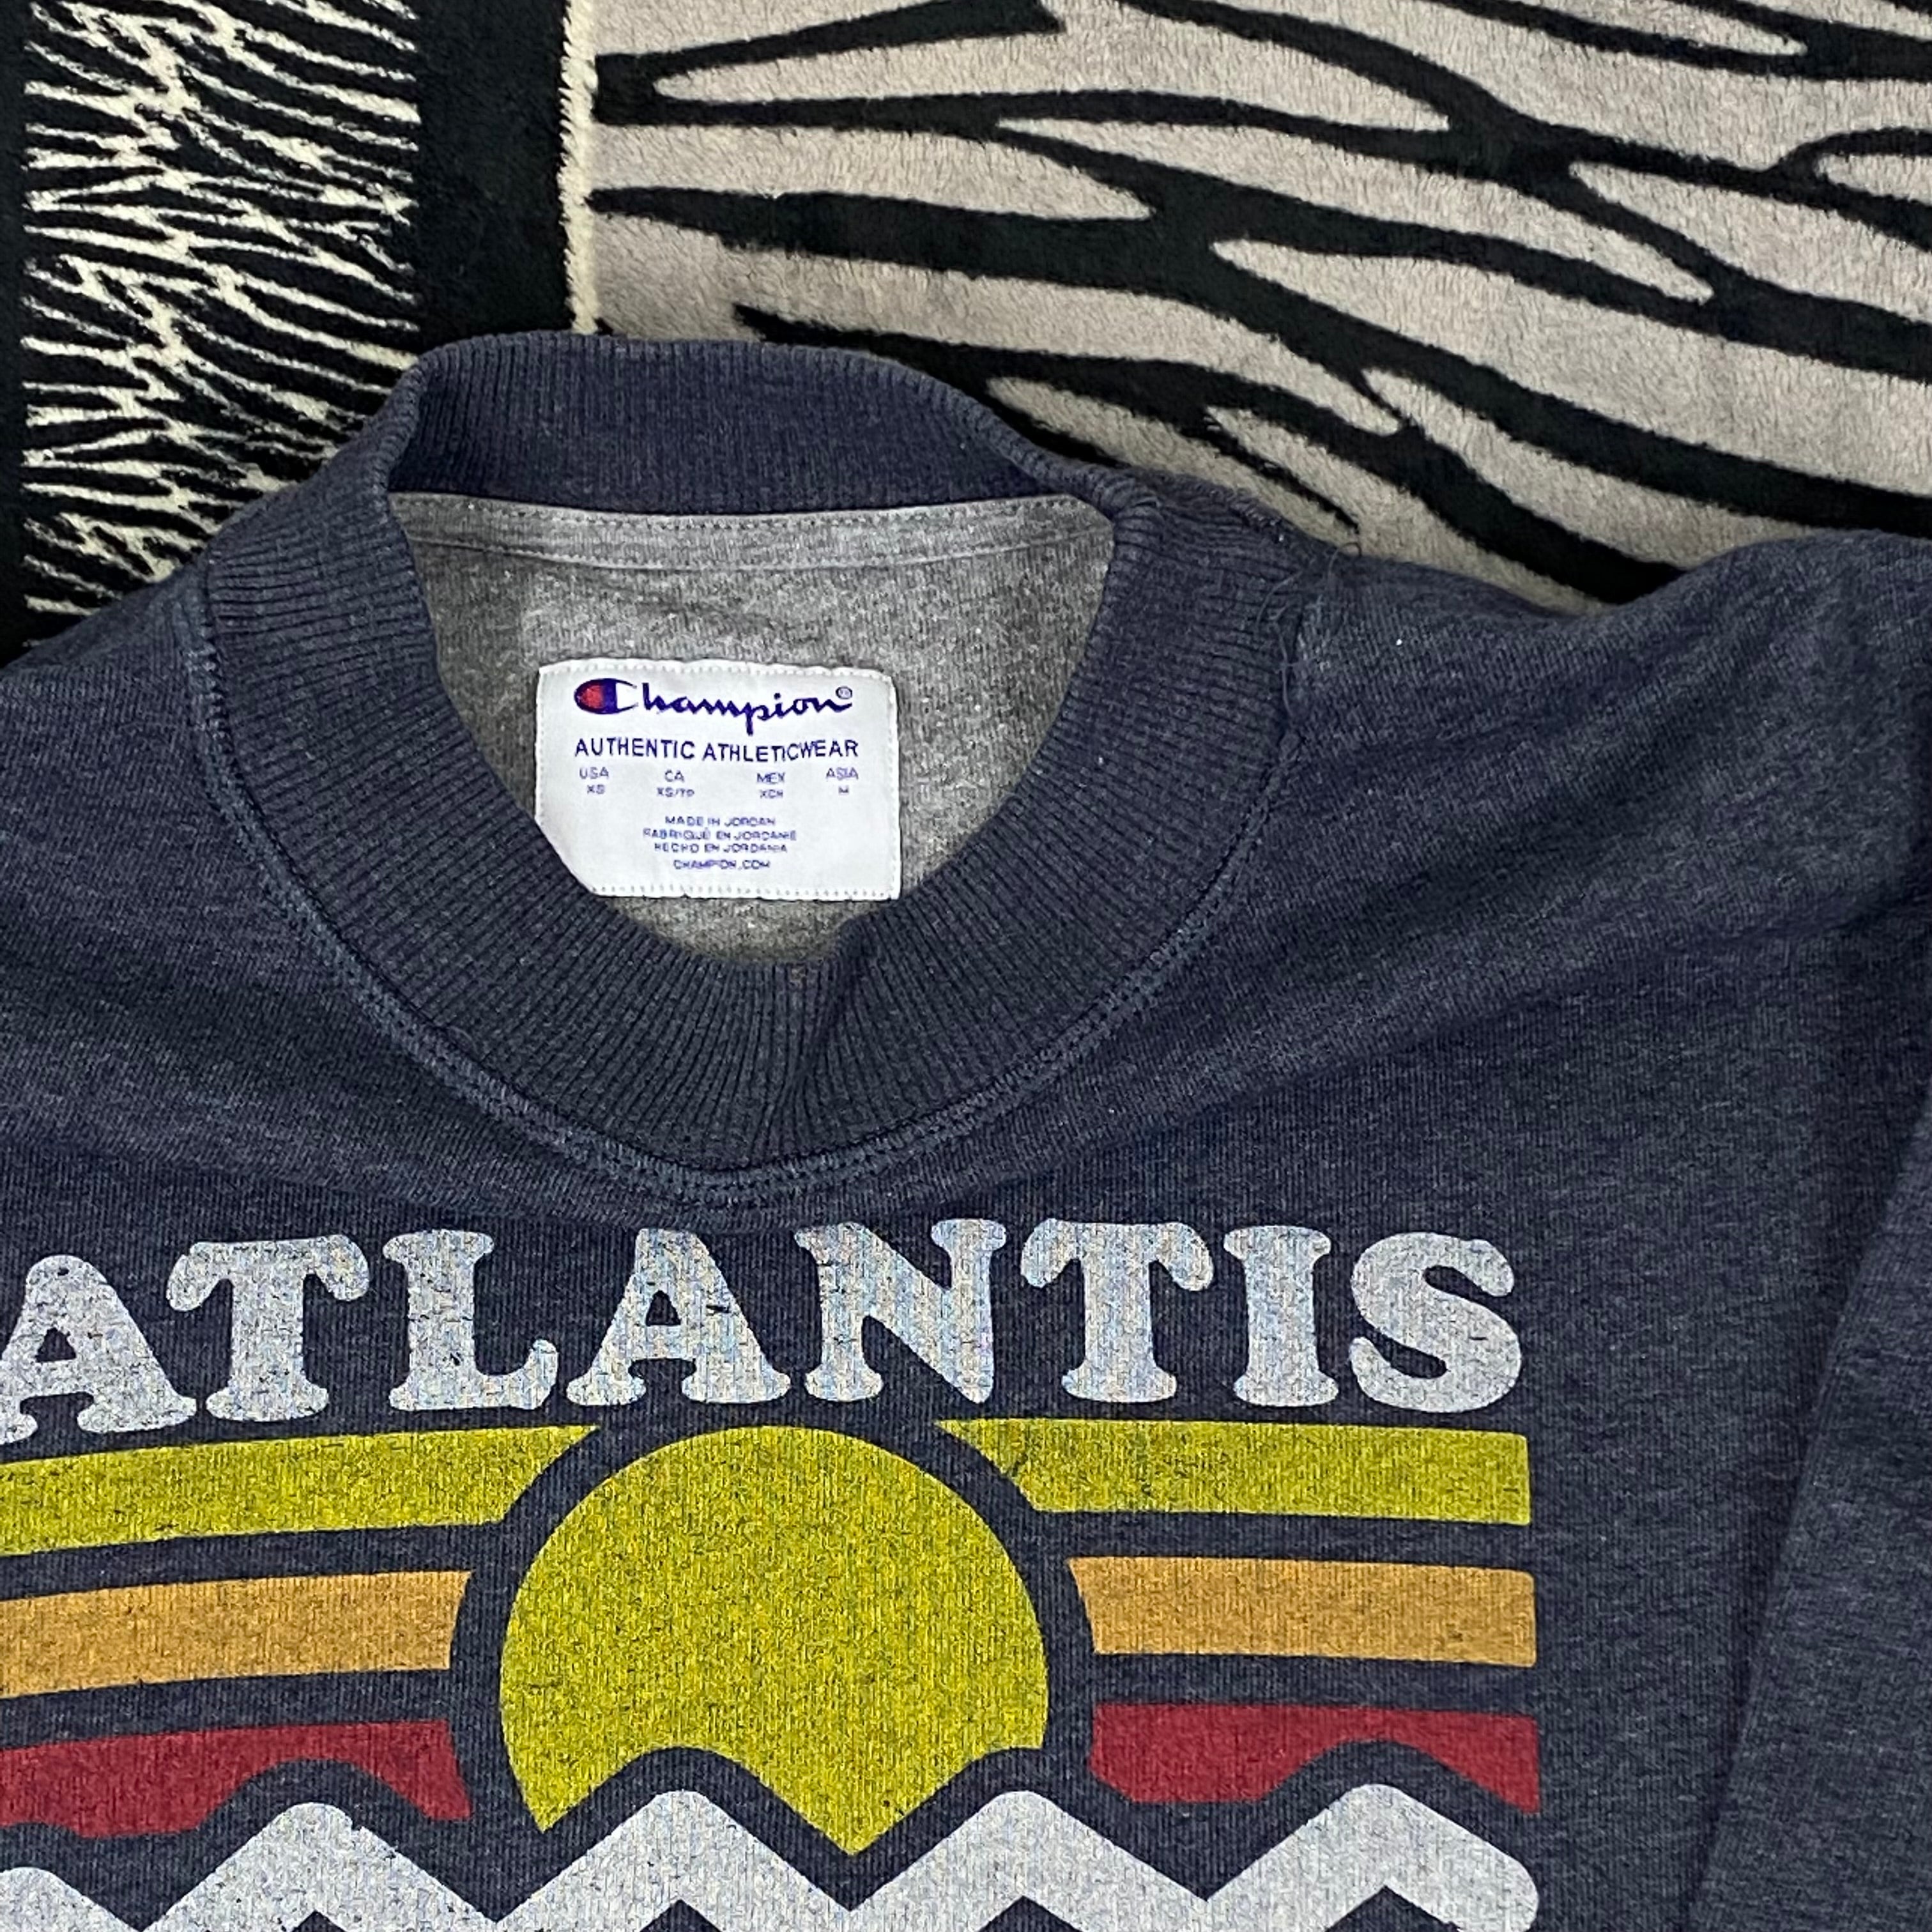 Champion®
AUTHENTIC ATHLETICWEAR
USA CA MEX ASIA
XS XS/TP XCH M
MADE IN JORDAN
FABRIQUÉ EN JORDANIE
HECHO EN JORDANIA
CHAMPION.COM
ATLANTIS